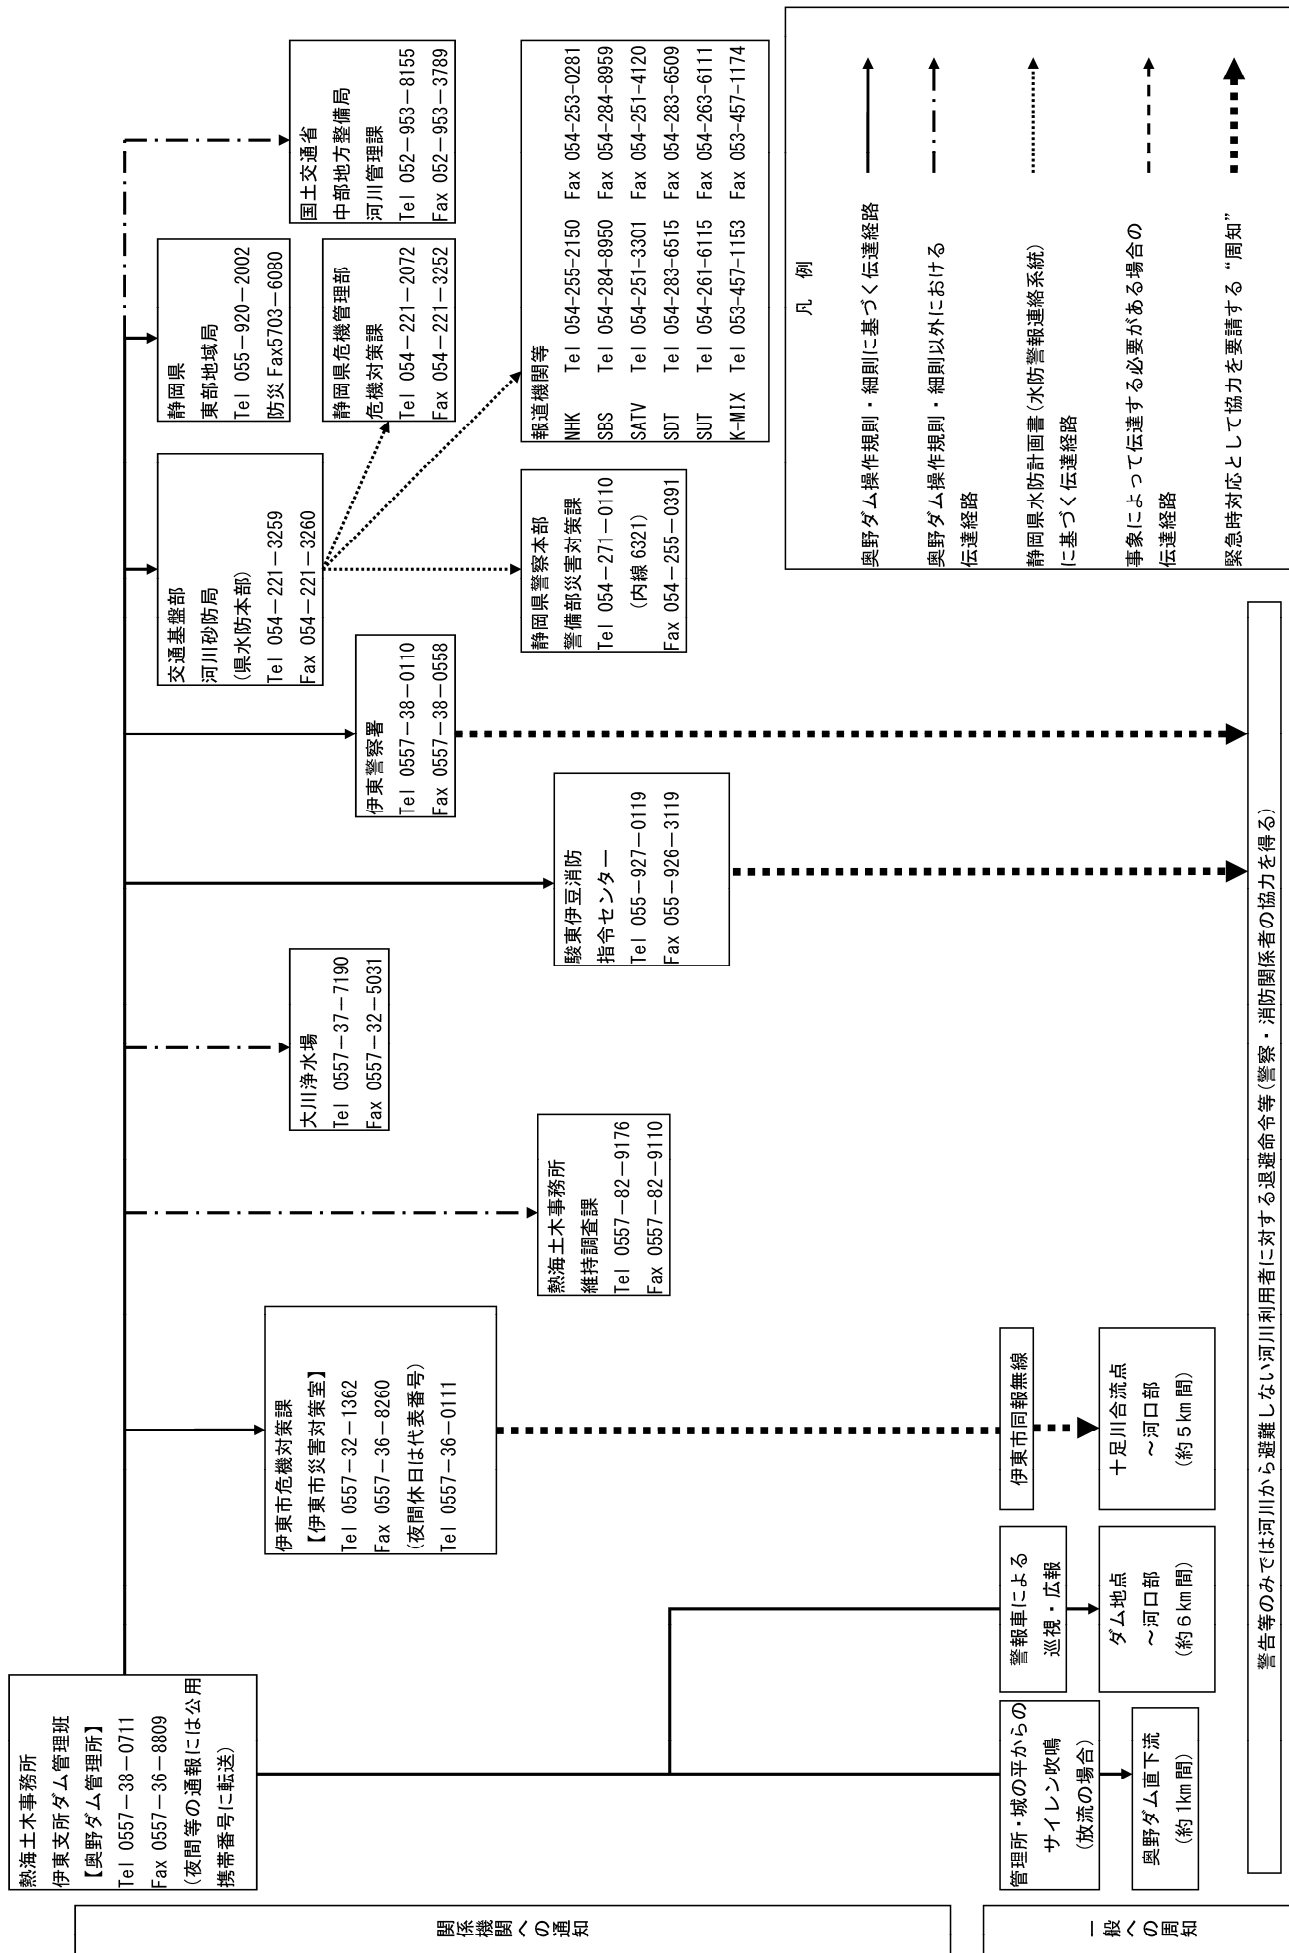 熱海土木事務所
伊東支所ダム管理班
【奥野ダム管理所】
Tel 0557－38－0711
Fax 0557－36－8809
(夜間等の通報には公用
携帯番号に転送)
伊東市危機対策課
【伊東市災害対策室】
Tel 0557－32－1362
Fax 0557－36－8260
(夜間休日は代表番号)
Tel 0557－36－0111
熱海土木事務所
維持調査課
Tel 0557－82－9176
Fax 0557－82－9110
大川浄水場
Tel 0557－37－7190
Fax 0557－32－5031
駿東伊豆消防
指令センター
Tel 055－927－0119
Fax 055－926－3119
伊東警察署
Tel 0557－38－0110
Fax 0557－38－0558
交通基盤部
河川砂防局
(県水防本部)
Tel 054－221－3259
Fax 054－221－3260
静岡県
東部地域局
Tel 055－920－2002
防災 Fax5703－6080
国土交通省
中部地方整備局
河川管理課
Tel 052－953－8155
Fax 052－953－3789
静岡県危機管理部
危機対策課
Tel 054－221－2072
Fax 054－221－3252
静岡県警察本部
警備部災害対策課
Tel 054－271－0110
(内線 6321)
Fax 054－255－0391
報道機関等
NHK Tel 054-255-2150 Fax 054-253-0281
SBS Tel 054-284-8950 Fax 054-284-8959
SATV Tel 054-251-3301 Fax 054-251-4120
SDT Tel 054-283-6515 Fax 054-283-6509
SUT Tel 054-261-6115 Fax 054-263-6111
K-MIX Tel 053-457-1153 Fax 053-457-1174
関係機関への通知
管理所・城の平からの
サイレン吹鳴
(放流の場合)
奥野ダム直下流
(約1km間)
警報車による
巡視・広報
ダム地点
～河口部
(約6km間)
伊東市同報無線
十足川合流点
～河口部
(約5km間)
一般への周知
警告等のみでは河川から避難しない河川利用者に対する退避命令等(警察・消防関係者の協力を得る)
凡　例
奥野ダム操作規則・細則に基づく伝達経路
奥野ダム操作規則・細則以外における
伝達経路
静岡県水防計画書(水防警報連絡系統)
に基づく伝達経路
事象によって伝達する必要がある場合の
伝達経路
緊急時対応として協力を要請する“周知”